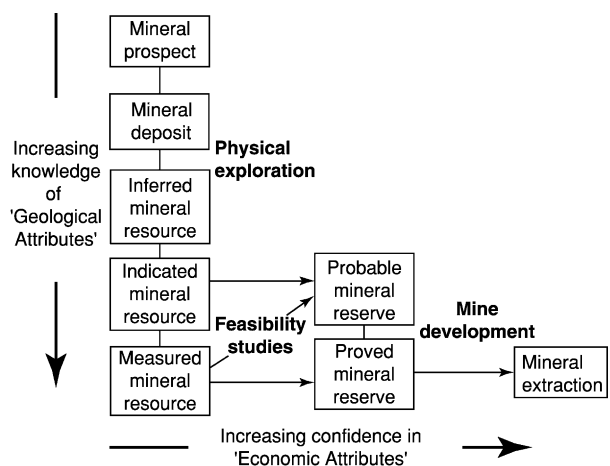 Mineral
prospect
Mineral
deposit
Physical
exploration
Increasing
knowledge
of
'Geological
Attributes'
Inferred
mineral
resource
Indicated
mineral
resource
Probable
mineral
reserve
Feasibility
studies
Mine
development
Measured
mineral
resource
Proved
mineral
reserve
Mineral
extraction
Increasing confidence in
'Economic Attributes'